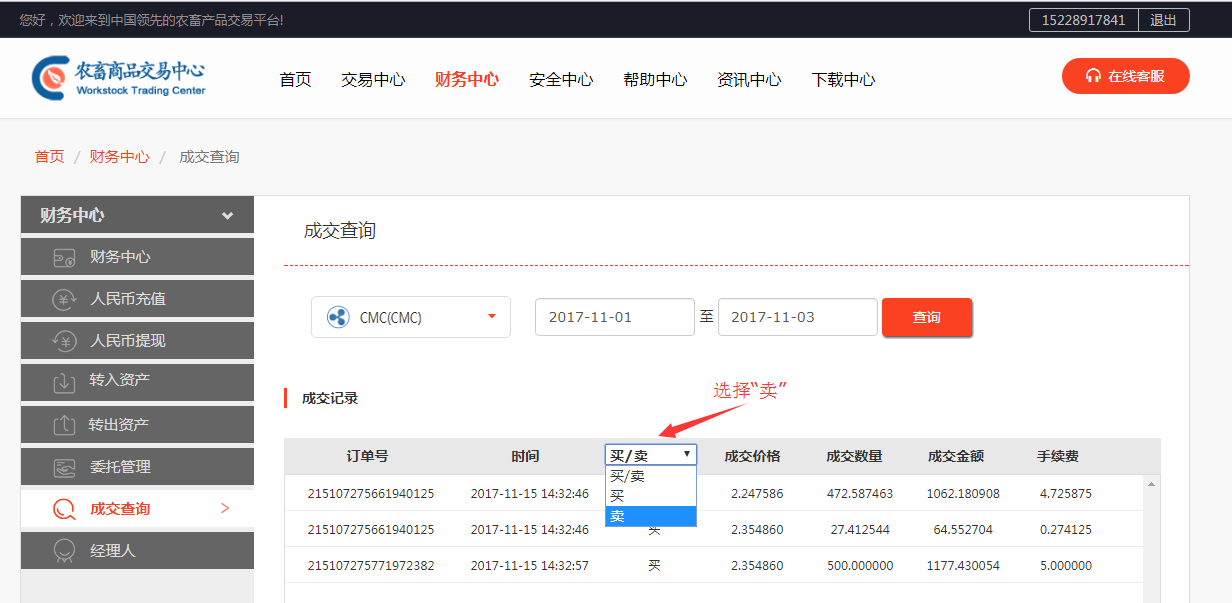 您好，欢迎来到中国领先的农畜产品交易平台!
15228917841 退出
农畜商品交易中心
Workstock Trading Center
首页 交易中心 财务中心 安全中心 帮助中心 资讯中心 下载中心
在线客服
首页 / 财务中心 / 成交查询
财务中心
财务中心
人民币充值
人民币提现
转入资产
转出资产
委托管理
成交查询
经理人
成交查询
CMC(CMC) 2017-11-01 至 2017-11-03 查询
选择“卖”
成交记录
订单号 时间 买/卖 成交价格 成交数量 成交金额 手续费
买/卖
买
卖
215107275661940125 2017-11-15 14:32:46 2.247586 472.587463 1062.180908 4.725875
215107275661940125 2017-11-15 14:32:46 买 2.354860 27.412544 64.552704 0.274125
215107275771972382 2017-11-15 14:32:57 买 2.354860 500.000000 1177.430054 5.000000